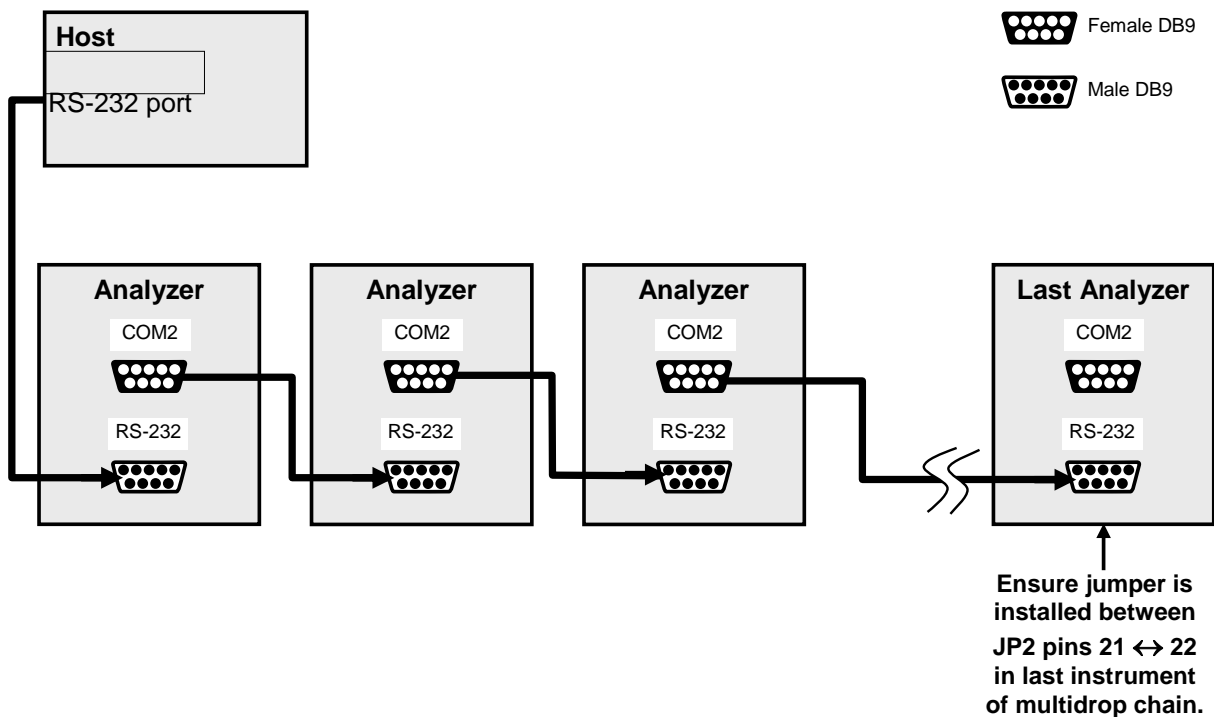 Host
RS-232 port
Female DB9
Male DB9
Analyzer
COM2
RS-232
Analyzer
COM2
RS-232
Analyzer
COM2
RS-232
Last Analyzer
COM2
RS-232
Ensure jumper is
installed between
JP2 pins 21 ↔ 22
in last instrument
of multidrop chain.